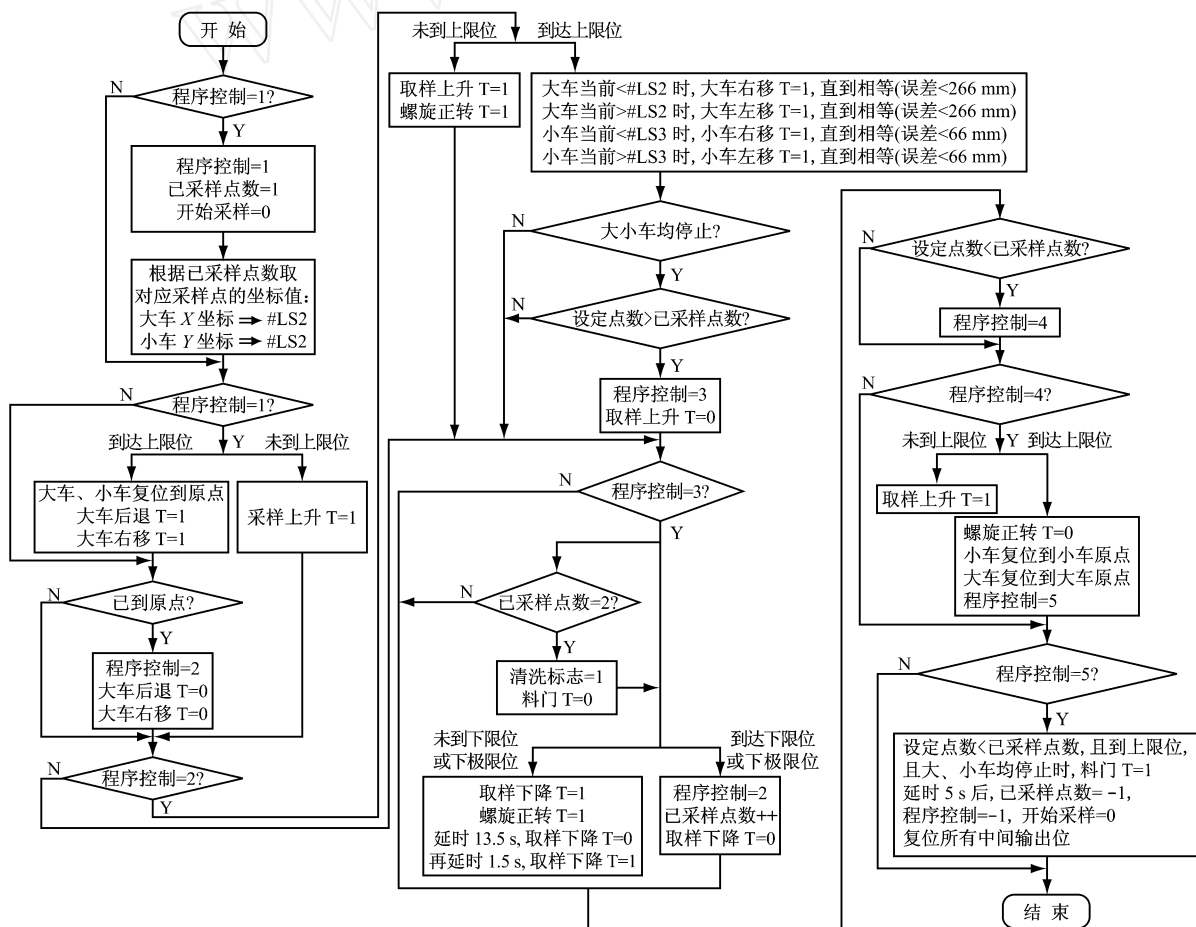 开 始
程序控制=1?
N
Y
程序控制=1
已采样点数=1
开始采样=0
根据已采样点数取
对应采样点的坐标值:
大车 X 坐标 ➡ #LS2
小车 Y 坐标 ➡ #LS2
程序控制=1?
N
Y
到达上限位
未到上限位
大车、小车复位到原点
大车后退 T=1
大车右移 T=1
采样上升 T=1
已到原点?
N
Y
程序控制=2
大车后退 T=0
大车右移 T=0
程序控制=2?
N
Y
未到上限位
到达上限位
取样上升 T=1
螺旋正转 T=1
大车当前<#LS2 时, 大车右移 T=1, 直到相等(误差<266 mm)
大车当前>#LS2 时, 大车左移 T=1, 直到相等(误差<266 mm)
小车当前<#LS3 时, 小车右移 T=1, 直到相等(误差<66 mm)
小车当前>#LS3 时, 小车左移 T=1, 直到相等(误差<66 mm)
大小车均停止?
N
Y
设定点数>已采样点数?
N
Y
程序控制=3
取样上升 T=0
程序控制=3?
N
Y
已采样点数=2?
N
Y
清洗标志=1
料门 T=0
未到下限位
或下极限位
到达下限位
或下极限位
取样下降 T=1
螺旋正转 T=1
延时 13.5 s, 取样下降 T=0
再延时 1.5 s, 取样下降 T=1
程序控制=2
已采样点数++
取样下降 T=0
设定点数<已采样点数?
N
Y
程序控制=4
程序控制=4?
N
Y
未到上限位
到达上限位
取样上升 T=1
螺旋正转 T=0
小车复位到小车原点
大车复位到大车原点
程序控制=5
程序控制=5?
N
Y
设定点数<已采样点数, 且到上限位,
且大、小车均停止时, 料门 T=1
延时 5 s 后, 已采样点数= -1,
程序控制=-1, 开始采样=0
复位所有中间输出位
结 束